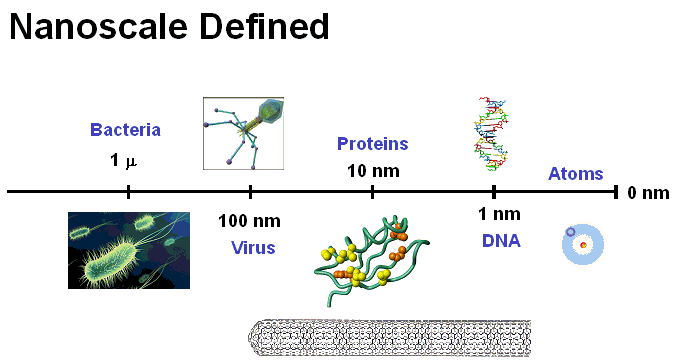 Nanoscale Defined
Bacteria
1 μ
Proteins
10 nm
Atoms
0 nm
100 nm
Virus
1 nm
DNA